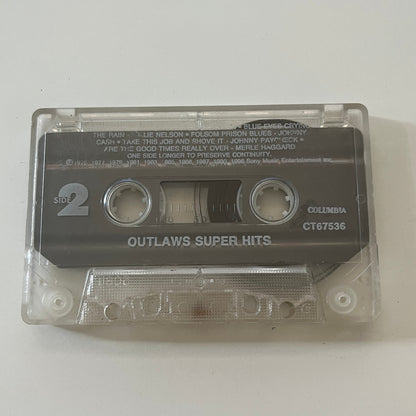 BLUE EYES CRYING
THE RAIN - WILLIE NELSON • FOLSOM PRISON BLUES - JOHNNY
CASH • TAKE THIS JOB AND SHOVE IT - JOHNNY PAYCHECK
ARE THE GOOD TIMES REALLY OVER - MERLE HAGGARD
ONE SIDE LONGER TO PRESERVE CONTINUITY.
Sony Music Entertainment Inc.
SIDE 2
COLUMBIA
CT67536
OUTLAWS SUPER HITS